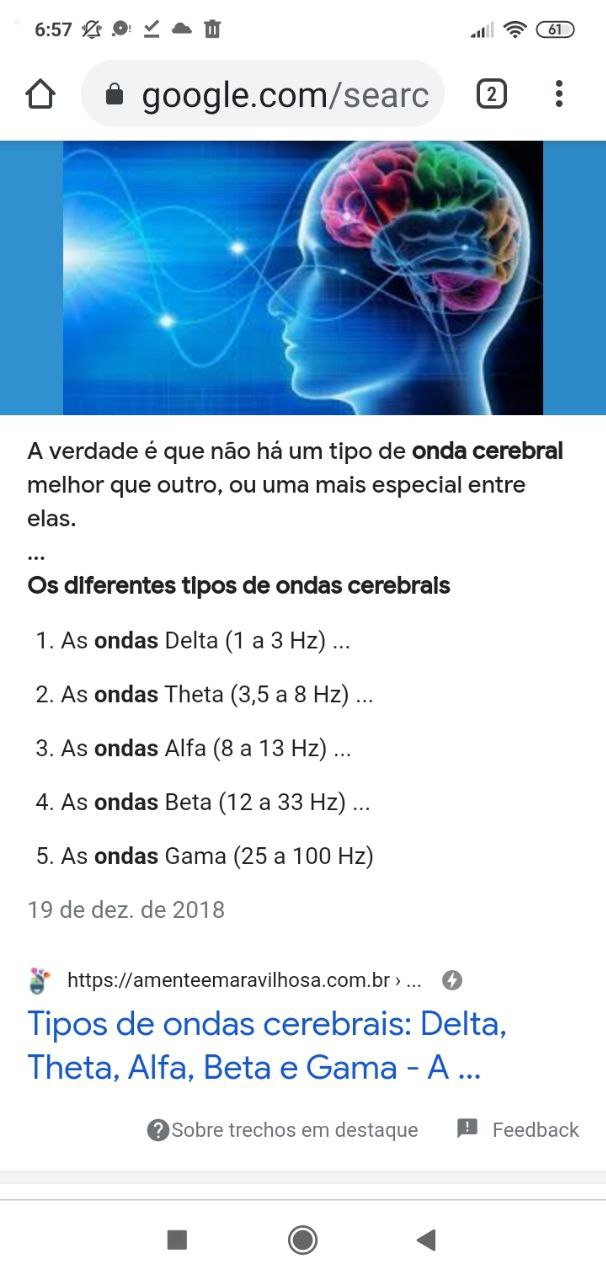 6:57
61
google.com/searc
2
A verdade é que não há um tipo de onda cerebral
melhor que outro, ou uma mais especial entre
elas.
...
Os diferentes tipos de ondas cerebrais
1. As ondas Delta (1 a 3 Hz) ...
2. As ondas Theta (3,5 a 8 Hz) ...
3. As ondas Alfa (8 a 13 Hz) ...
4. As ondas Beta (12 a 33 Hz) ...
5. As ondas Gama (25 a 100 Hz)
19 de dez. de 2018
https://amenteemaravilhosa.com.br › ...
Tipos de ondas cerebrais: Delta,
Theta, Alfa, Beta e Gama - A ...
Sobre trechos em destaque
Feedback